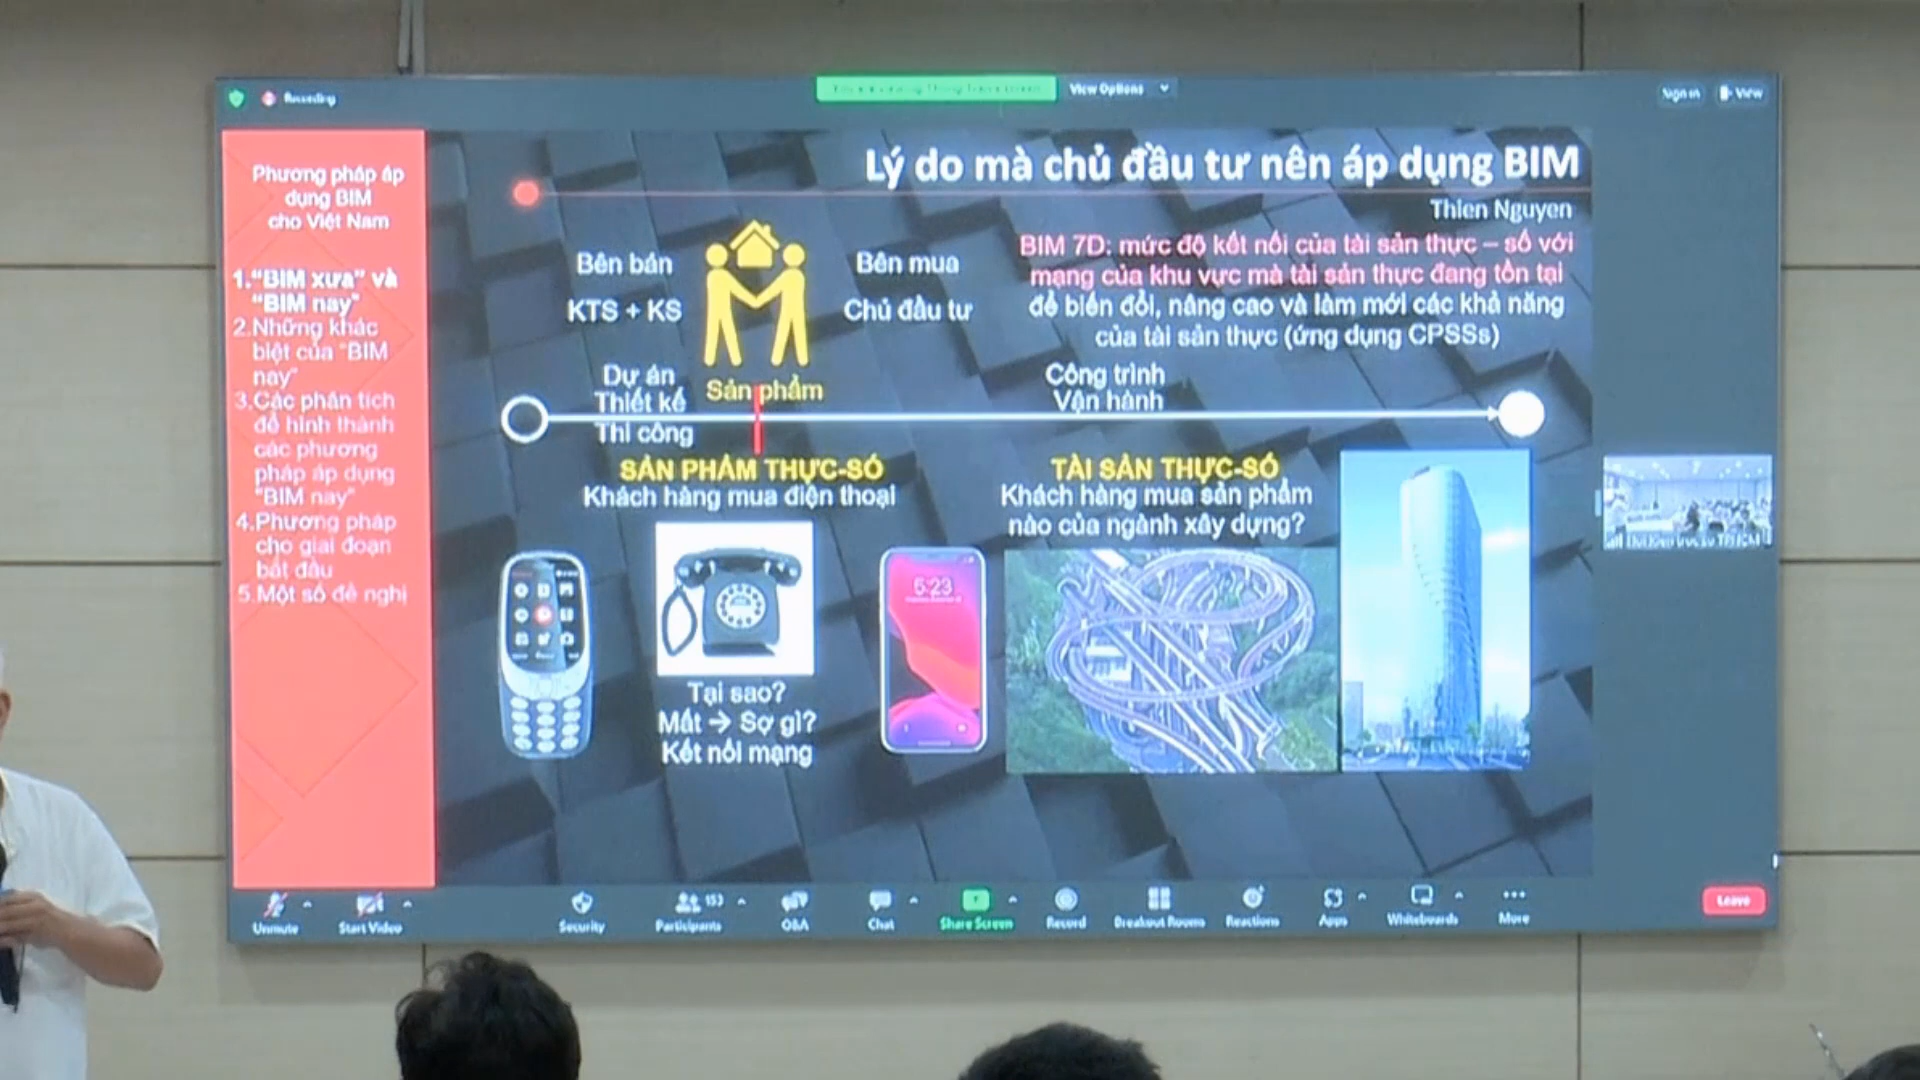 Recording
View Options
Sign in
View
Phương pháp áp
dụng BIM
cho Việt Nam
1."BIM xưa" và
"BIM nay"
2.Những khác
biệt của "BIM
nay"
3.Các phân tích
để hình thành
các phương
pháp áp dụng
"BIM nay"
4.Phương pháp
cho giai đoạn
bắt đầu
5.Một số đề nghị
Lý do mà chủ đầu tư nên áp dụng BIM
Thien Nguyen
Bên bán
KTS + KS
Bên mua
Chủ đầu tư
BIM 7D: mức độ kết nối của tài sản thực – số với
mạng của khu vực mà tài sản thực đang tồn tại
để biến đổi, nâng cao và làm mới các khả năng
của tài sản thực (ứng dụng CPSSs)
Dự án
Thiết kế
Thi công
Sản phẩm
Công trình
Vận hành
SẢN PHẨM THỰC-SỐ
Khách hàng mua điện thoại
TÀI SẢN THỰC-SỐ
Khách hàng mua sản phẩm
nào của ngành xây dựng?
5:23
Tại sao?
Mất → Sợ gì?
Kết nối mạng
Unmute
Start Video
Security
153
Participants
Q&A
Chat
Share Screen
Record
Breakout Rooms
Reactions
Apps
Whiteboards
More
Leave